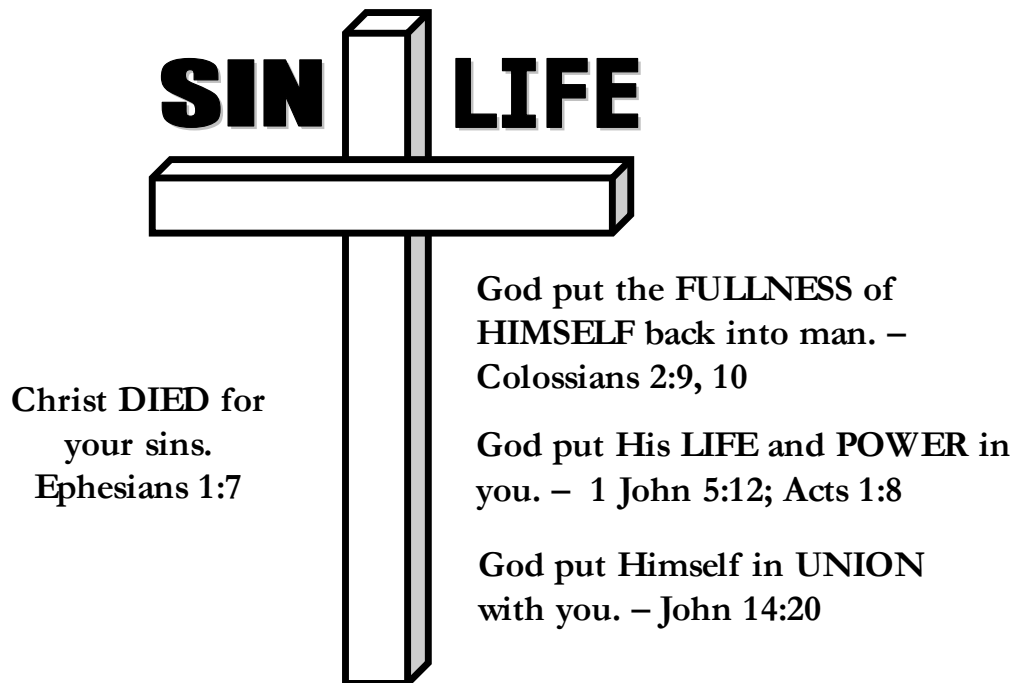 SIN LIFE
Christ DIED for
your sins.
Ephesians 1:7
God put the FULLNESS of
HIMSELF back into man. –
Colossians 2:9, 10
God put His LIFE and POWER in
you. – 1 John 5:12; Acts 1:8
God put Himself in UNION
with you. – John 14:20